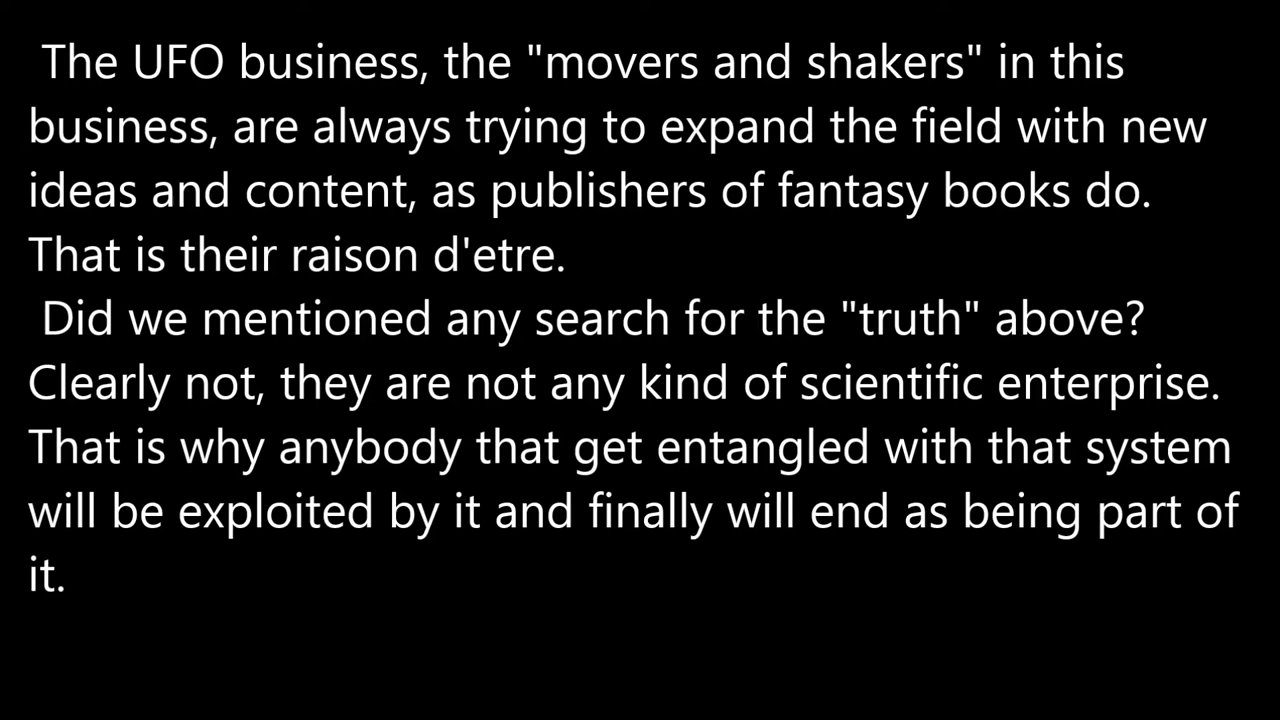 The UFO business, the "movers and shakers" in this
business, are always trying to expand the field with new
ideas and content, as publishers of fantasy books do.
That is their raison d'etre.
Did we mentioned any search for the "truth" above?
Clearly not, they are not any kind of scientific enterprise.
That is why anybody that get entangled with that system
will be exploited by it and finally will end as being part of
it.